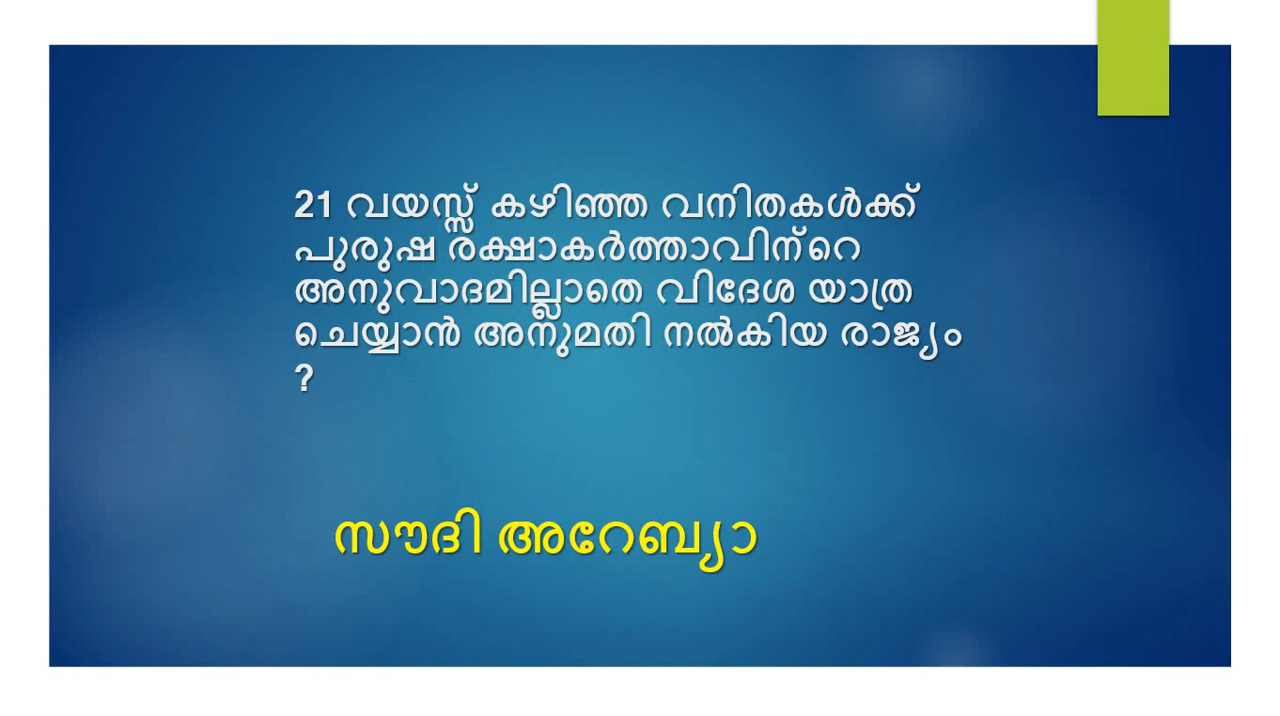 21 വയസ്സ് കഴിഞ്ഞ വനിതകൾക്ക്
പുരുഷ രക്ഷാകർത്താവിന്റെ
അനുവാദമില്ലാതെ വിദേശ യാത്ര
ചെയ്യാൻ അനുമതി നൽകിയ രാജ്യം
?
സൗദി അറേബ്യാ